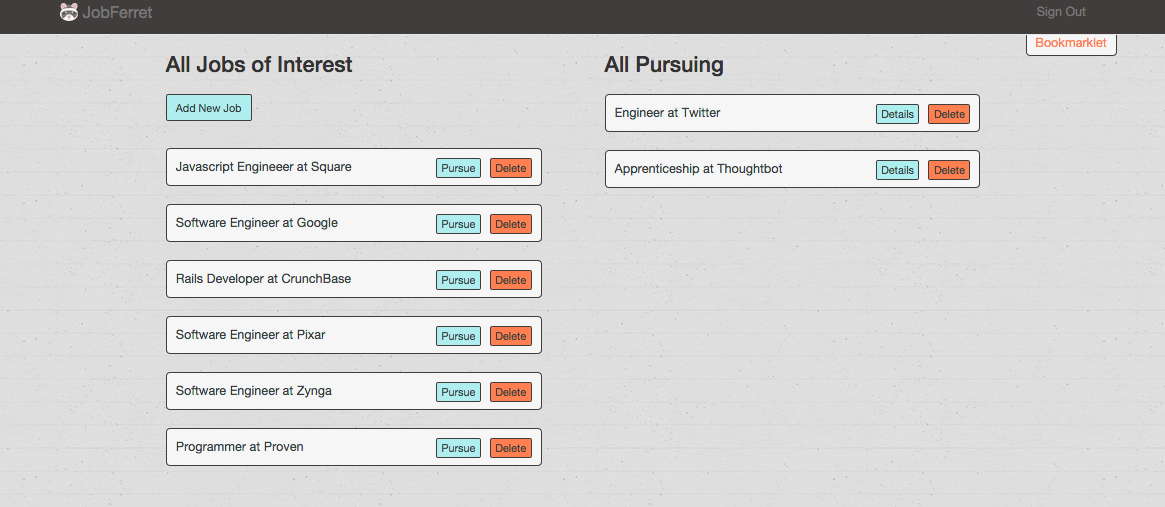 JobFerret
Sign Out
Bookmarklet
All Jobs of Interest
Add New Job
Javascript Engineeer at Square Pursue Delete
Software Engineer at Google Pursue Delete
Rails Developer at CrunchBase Pursue Delete
Software Engineer at Pixar Pursue Delete
Software Engineer at Zynga Pursue Delete
Programmer at Proven Pursue Delete
All Pursuing
Engineer at Twitter Details Delete
Apprenticeship at Thoughtbot Details Delete